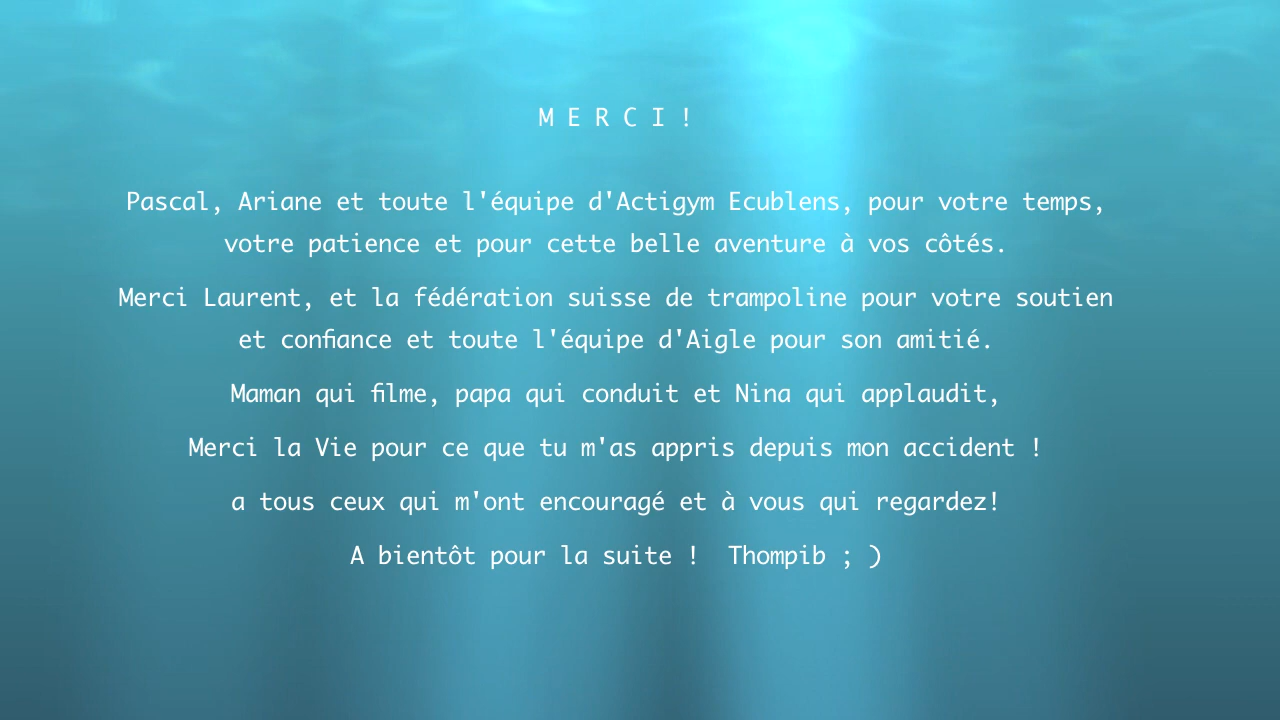 M E R C I !
Pascal, Ariane et toute l'équipe d'Actigym Ecublens, pour votre temps,
votre patience et pour cette belle aventure à vos côtés.
Merci Laurent, et la fédération suisse de trampoline pour votre soutien
et confiance et toute l'équipe d'Aigle pour son amitié.
Maman qui filme, papa qui conduit et Nina qui applaudit,
Merci la Vie pour ce que tu m'as appris depuis mon accident !
a tous ceux qui m'ont encouragé et à vous qui regardez!
A bientôt pour la suite !  Thompib ; )